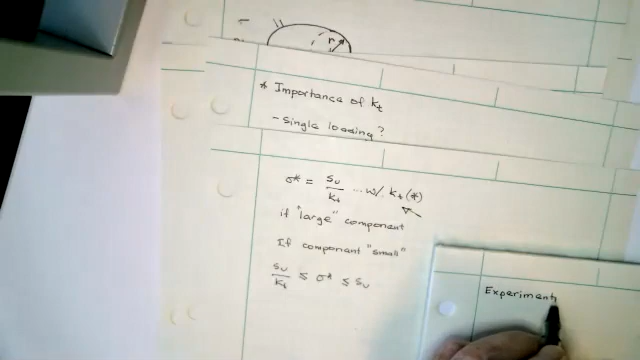 r
* Importance of kt
- Single loading?
σ* = Su/kt ... w/. kt (*)
if "large" component
If component "small"
Su/kt ≤ σ* ≤ Su
Experiment